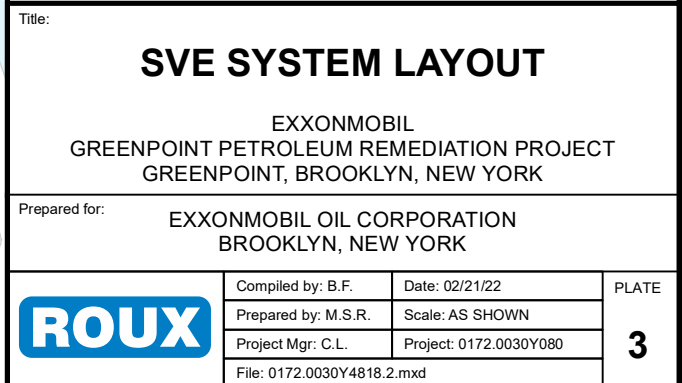 Title:
SVE SYSTEM LAYOUT
EXXONMOBIL
GREENPOINT PETROLEUM REMEDIATION PROJECT
GREENPOINT, BROOKLYN, NEW YORK
Prepared for:
EXXONMOBIL OIL CORPORATION
BROOKLYN, NEW YORK
ROUX
Compiled by: B.F.
Date: 02/21/22
Prepared by: M.S.R.
Scale: AS SHOWN
Project Mgr: C.L.
Project: 0172.0030Y080
File: 0172.0030Y4818.2.mxd
PLATE
3